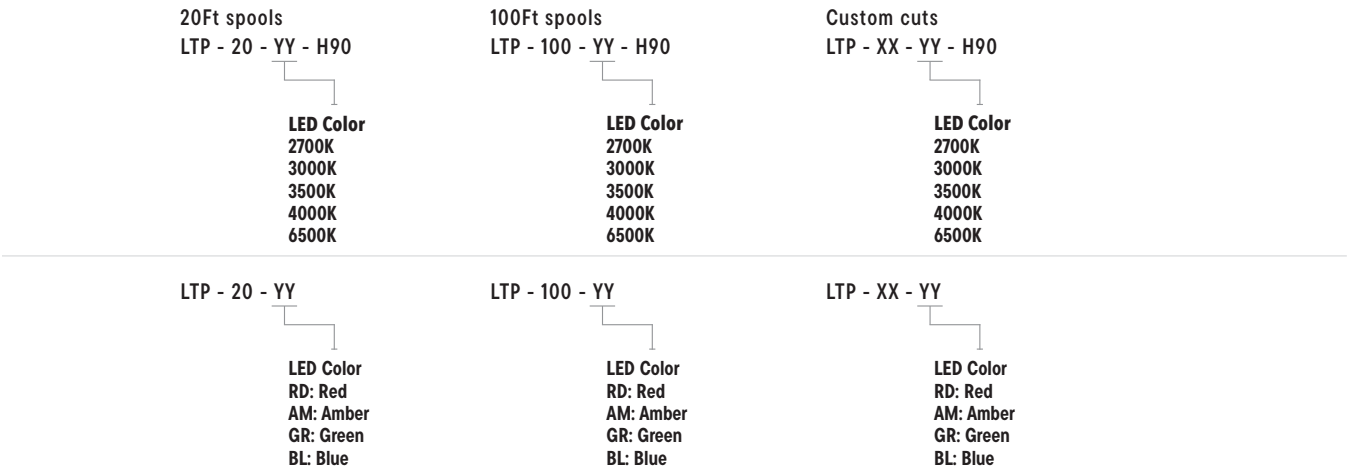 20Ft spools
LTP - 20 - YY - H90
LED Color
2700K
3000K
3500K
4000K
6500K
100Ft spools
LTP - 100 - YY - H90
LED Color
2700K
3000K
3500K
4000K
6500K
Custom cuts
LTP - XX - YY - H90
LED Color
2700K
3000K
3500K
4000K
6500K
LTP - 20 - YY
LED Color
RD: Red
AM: Amber
GR: Green
BL: Blue
LTP - 100 - YY
LED Color
RD: Red
AM: Amber
GR: Green
BL: Blue
LTP - XX - YY
LED Color
RD: Red
AM: Amber
GR: Green
BL: Blue